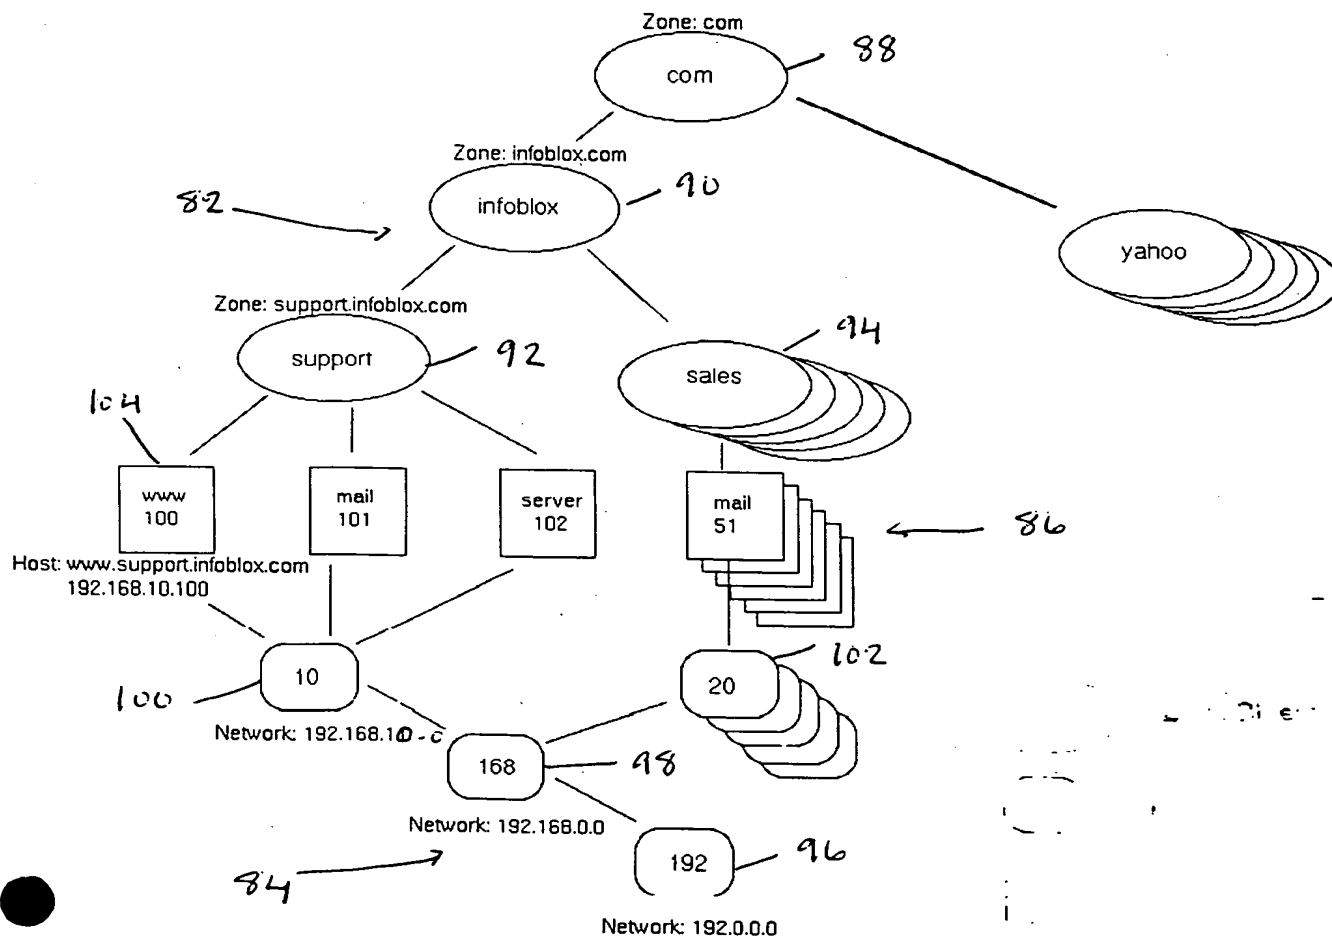 Zone: com
com
88
Zone: infoblox.com
infoblox
90
82
yahoo
Zone: support.infoblox.com
support
92
94
sales
104
www
100
mail
101
server
102
mail
51
86
Host: www.support.infoblox.com
192.168.10.100
10
100
20
102
Network: 192.168.10.0
168
98
Network: 192.168.0.0
84
192
96
Network: 192.0.0.0